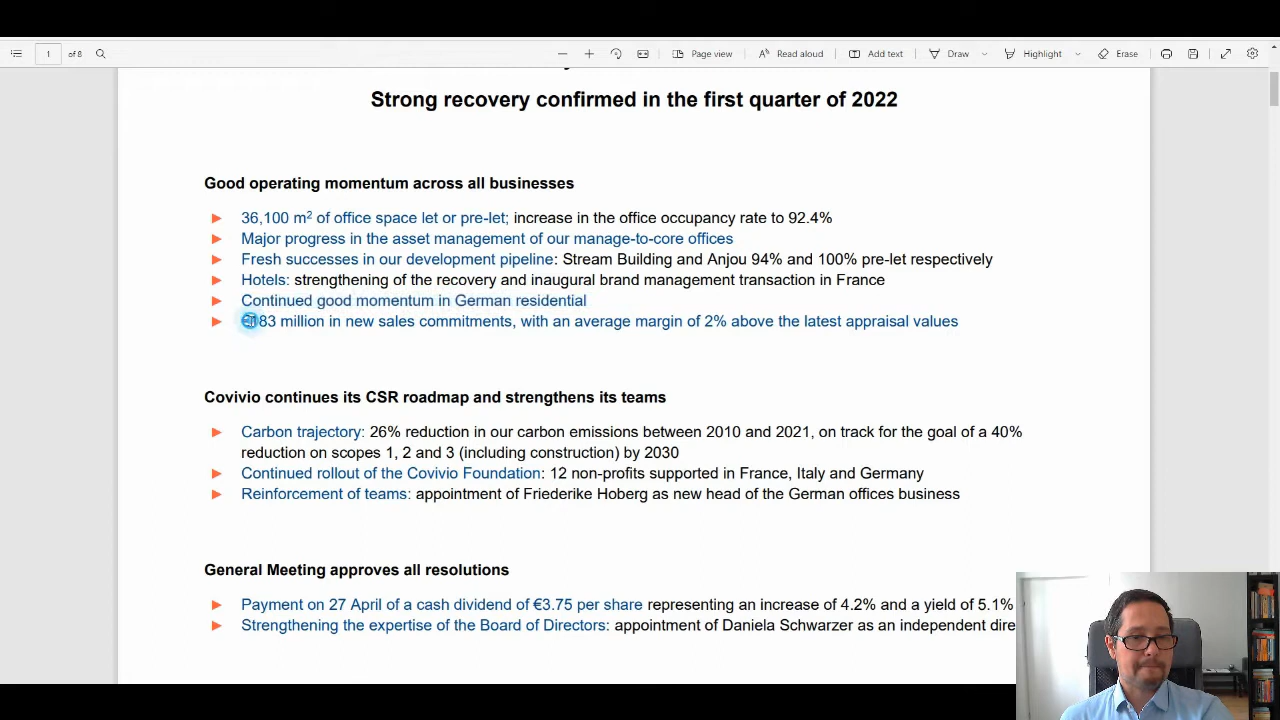 1 of 8 Page view Read aloud Add text Draw Highlight Erase
Strong recovery confirmed in the first quarter of 2022
Good operating momentum across all businesses
36,100 m² of office space let or pre-let; increase in the office occupancy rate to 92.4%
Major progress in the asset management of our manage-to-core offices
Fresh successes in our development pipeline: Stream Building and Anjou 94% and 100% pre-let respectively
Hotels: strengthening of the recovery and inaugural brand management transaction in France
Continued good momentum in German residential
€183 million in new sales commitments, with an average margin of 2% above the latest appraisal values
Covivio continues its CSR roadmap and strengthens its teams
Carbon trajectory: 26% reduction in our carbon emissions between 2010 and 2021, on track for the goal of a 40%
reduction on scopes 1, 2 and 3 (including construction) by 2030
Continued rollout of the Covivio Foundation: 12 non-profits supported in France, Italy and Germany
Reinforcement of teams: appointment of Friederike Hoberg as new head of the German offices business
General Meeting approves all resolutions
Payment on 27 April of a cash dividend of €3.75 per share representing an increase of 4.2% and a yield of 5.1%
Strengthening the expertise of the Board of Directors: appointment of Daniela Schwarzer as an independent dire